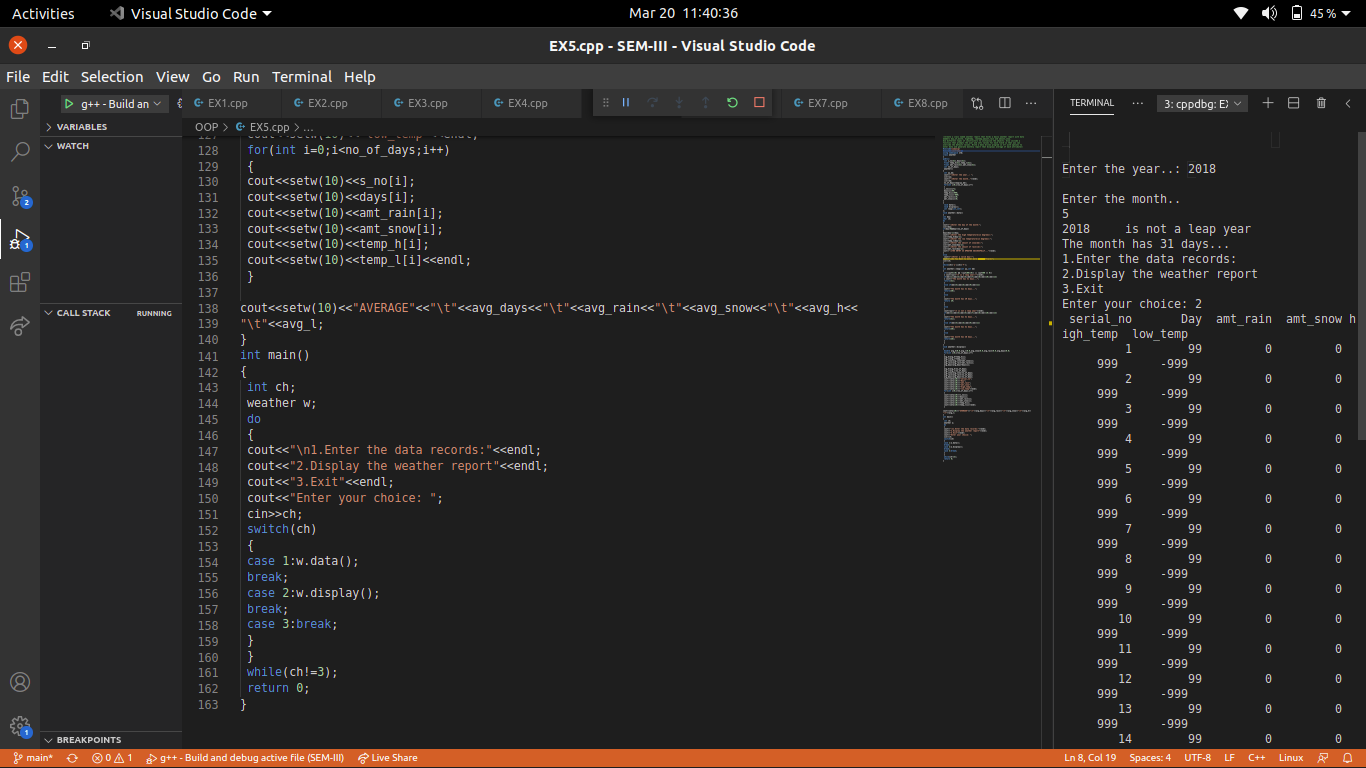 Activities
Visual Studio Code
Mar 20 11:40:36
45 %
EX5.cpp - SEM-III - Visual Studio Code
File Edit Selection View Go Run Terminal Help
g++ - Build an
EX1.cpp
EX2.cpp
EX3.cpp
EX4.cpp
EX7.cpp
EX8.cpp
TERMINAL
3: cppdbg: E
VARIABLES
WATCH
CALL STACK
RUNNING
BREAKPOINTS
2
1
1
OOP > EX5.cpp > ...
127 cout<<setw(10)<<"low_temp"<<endl;
128 for(int i=0;i<no_of_days;i++)
129 {
130 cout<<setw(10)<<s_no[i];
131 cout<<setw(10)<<days[i];
132 cout<<setw(10)<<amt_rain[i];
133 cout<<setw(10)<<amt_snow[i];
134 cout<<setw(10)<<temp_h[i];
135 cout<<setw(10)<<temp_l[i]<<endl;
136 }
137
138 cout<<setw(10)<<"AVERAGE"<<"\t"<<avg_days<<"\t"<<avg_rain<<"\t"<<avg_snow<<"\t"<<avg_h<<
139 "\t"<<avg_l;
140 }
141 int main()
142 {
143 int ch;
144 weather w;
145 do
146 {
147 cout<<"\n1.Enter the data records:"<<endl;
148 cout<<"2.Display the weather report"<<endl;
149 cout<<"3.Exit"<<endl;
150 cout<<"Enter your choice: ";
151 cin>>ch;
152 switch(ch)
153 {
154 case 1:w.data();
155 break;
156 case 2:w.display();
157 break;
158 case 3:break;
159 }
160 }
161 while(ch!=3);
162 return 0;
163 }
Enter the year..: 2018
Enter the month..
5
2018 is not a leap year
The month has 31 days...
1.Enter the data records:
2.Display the weather report
3.Exit
Enter your choice: 2
serial_no Day amt_rain amt_snow h
igh_temp low_temp
1 99 0 0
999 -999
2 99 0 0
999 -999
3 99 0 0
999 -999
4 99 0 0
999 -999
5 99 0 0
999 -999
6 99 0 0
999 -999
7 99 0 0
999 -999
8 99 0 0
999 -999
9 99 0 0
999 -999
10 99 0 0
999 -999
11 99 0 0
999 -999
12 99 0 0
999 -999
13 99 0 0
999 -999
14 99 0 0
main*
0 1
g++ - Build and debug active file (SEM-III)
Live Share
Ln 8, Col 19
Spaces: 4
UTF-8
LF
C++
Linux